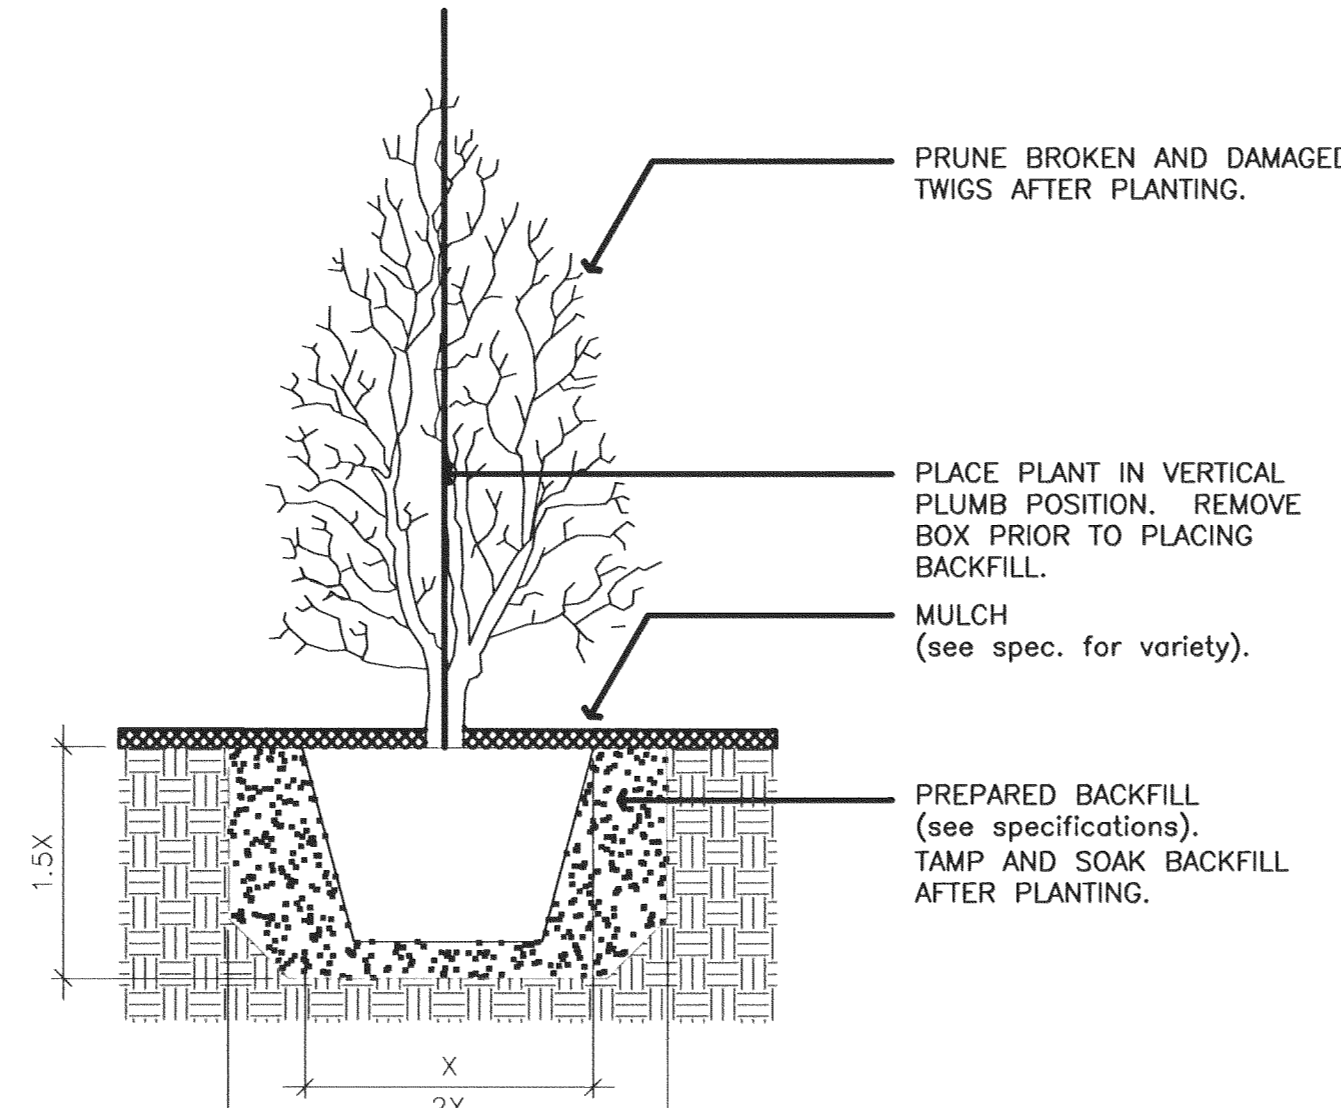 PRUNE BROKEN AND DAMAGED
TWIGS AFTER PLANTING.
PLACE PLANT IN VERTICAL
PLUMB POSITION. REMOVE
BOX PRIOR TO PLACING
BACKFILL.
MULCH
(see spec. for variety).
PREPARED BACKFILL
(see specifications).
TAMP AND SOAK BACKFILL
AFTER PLANTING.
1.5X
X
2X